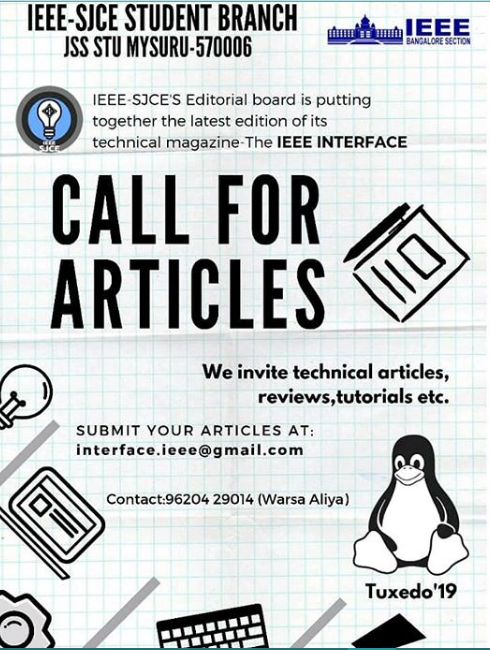 IEEE-SJCE STUDENT BRANCH
JSS STU MYSURU-570006
IEEE
BANGALORE SECTION
IEEE-SJCE'S Editorial board is putting
together the latest edition of its
technical magazine-The IEEE INTERFACE
IEEE
SJCE
CALL FOR
ARTICLES
We invite technical articles,
reviews,tutorials etc.
SUBMIT YOUR ARTICLES AT:
interface.ieee@gmail.com
Contact:96204 29014 (Warsa Aliya)
Tuxedo'19